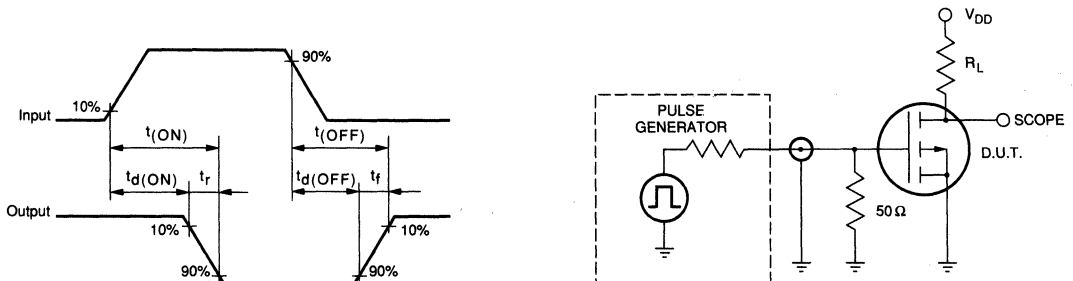 Input
10%
90%
t(ON)
t(OFF)
td(ON)
tr
td(OFF)
tf
Output
10%
90%
90%
10%
PULSE
GENERATOR
VDD
RL
SCOPE
D.U.T.
50Ω